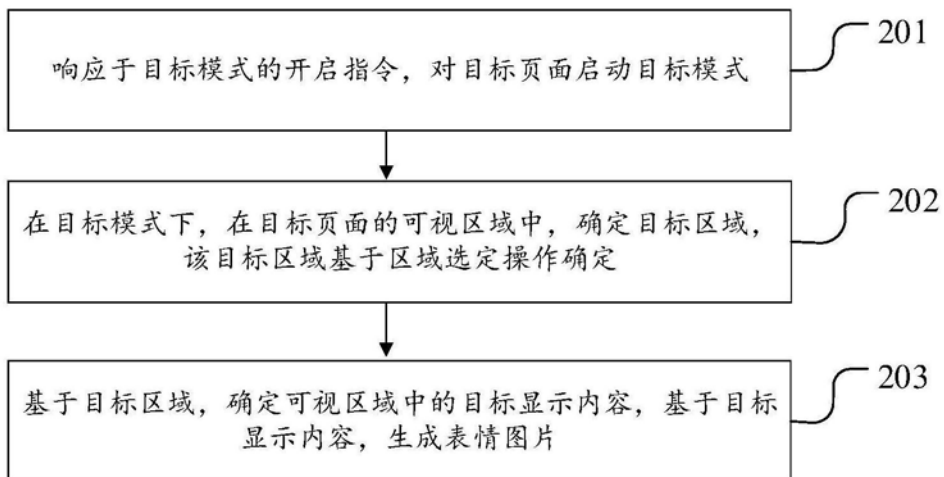 响应于目标模式的开启指令，对目标页面启动目标模式
201
在目标模式下，在目标页面的可视区域中，确定目标区域，
该目标区域基于区域选定操作确定
202
基于目标区域，确定可视区域中的目标显示内容，基于目标
显示内容，生成表情图片
203